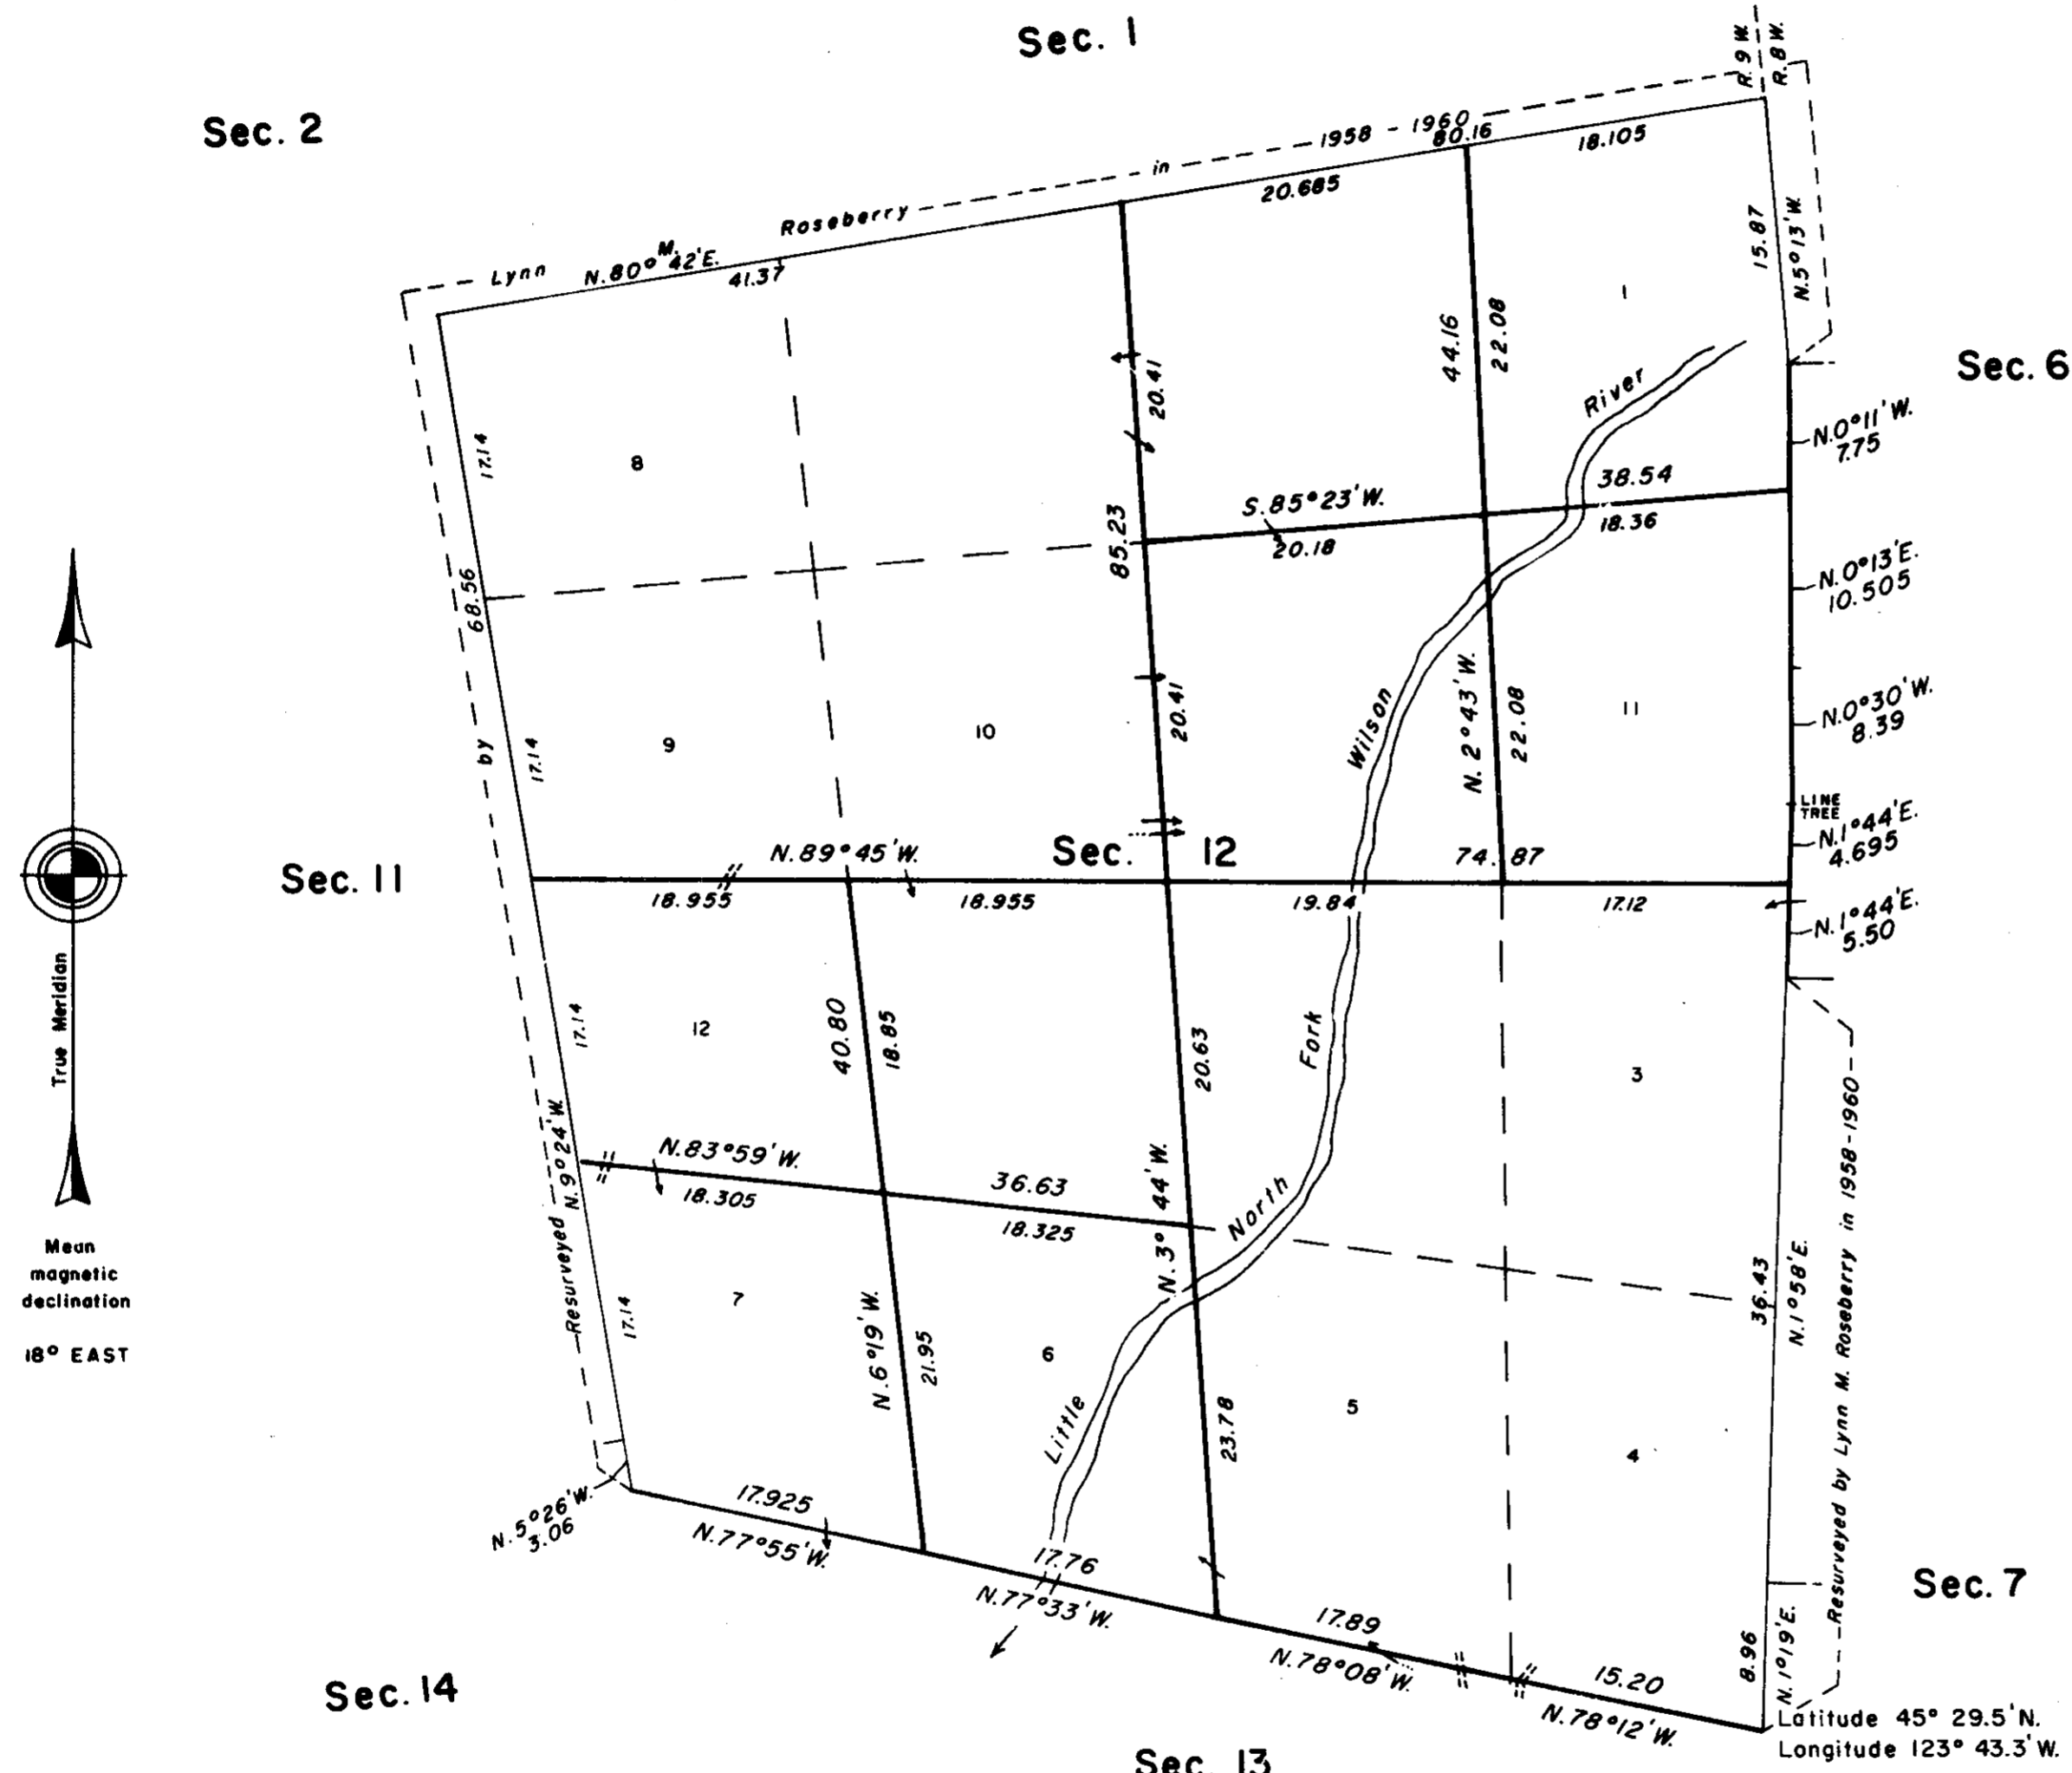 Sec. 1
Sec. 2
R. 9 W.
R. 8 W.
Lynn M. Roseberry in 1958 - 1960
N. 80° 42' E.
41.37
20.685
80.16
18.105
15.87
N. 5° 13' W.
1
44.16
22.08
River
Sec. 6
N. 0° 11' W.
7.75
20.41
17.14
8
38.54
S. 85° 23' W.
18.36
20.18
85.23
68.56
N. 0° 13' E.
10.505
Wilson
N. 2° 43' W.
22.08
11
N. 0° 30' W.
8.39
20.41
10
9
17.14
by
LINE
TREE
N. 1° 44' E.
4.695
N. 89° 45' W.
Sec. 12
74.87
Sec. 11
18.955
18.955
19.84
17.12
N. 1° 44' E.
5.50
True Meridian
12
17.14
40.80
18.85
20.63
Fork
3
N. 9° 24' W.
N. 83° 59' W.
36.63
18.305
18.325
N. 3° 44' W.
North
Resurveyed
36.43
N. 1° 58' E.
Resurveyed by Lynn M. Roseberry in 1958-1960
Mean
magnetic
declination
18° EAST
7
17.14
N. 6° 19' W.
21.95
6
Little
23.78
5
4
N. 5° 26' W.
3.06
17.925
N. 77° 55' W.
17.76
N. 77° 33' W.
17.89
N. 78° 08' W.
15.20
N. 78° 12' W.
8.96
N. 1° 19' E.
Sec. 7
Sec. 14
Latitude 45° 29.5' N.
Longitude 123° 43.3' W.
Sec. 13